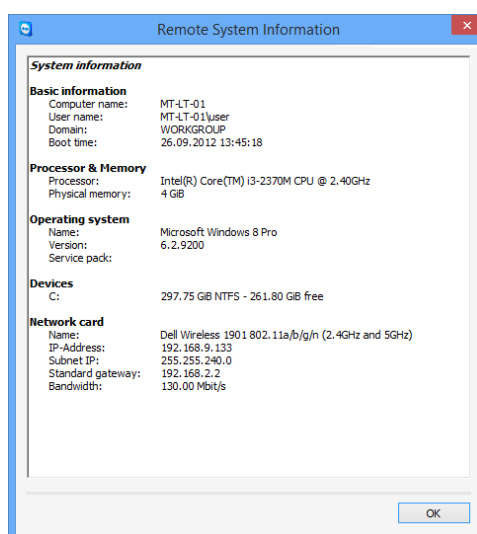 Remote System Information
System information
Basic information
Computer name: MT-LT-01
User name: MT-LT-01\user
Domain: WORKGROUP
Boot time: 26.09.2012 13:45:18
Processor & Memory
Processor: Intel(R) Core(TM) i3-2370M CPU @ 2.40GHz
Physical memory: 4 GiB
Operating system
Name: Microsoft Windows 8 Pro
Version: 6.2.9200
Service pack:
Devices
C: 297.75 GiB NTFS - 261.80 GiB free
Network card
Name: Dell Wireless 1901 802.11a/b/g/n (2.4GHz and 5GHz)
IP-Address: 192.168.9.133
Subnet IP: 255.255.240.0
Standard gateway: 192.168.2.2
Bandwidth: 130.00 Mbit/s
OK